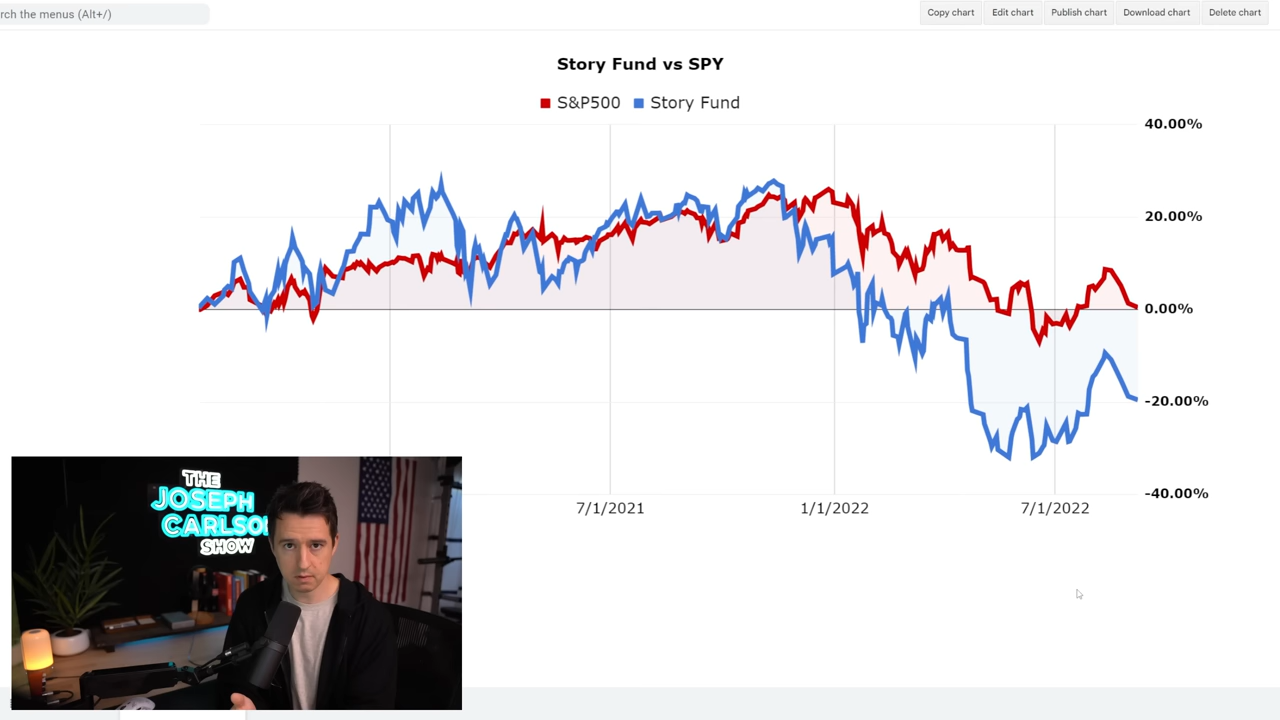 rch the menus (Alt+/)
Copy chart
Edit chart
Publish chart
Download chart
Delete chart
Story Fund vs SPY
S&P500
Story Fund
40.00%
20.00%
0.00%
-20.00%
-40.00%
7/1/2021
1/1/2022
7/1/2022
THE
JOSEPH
CARLSO
SHOW